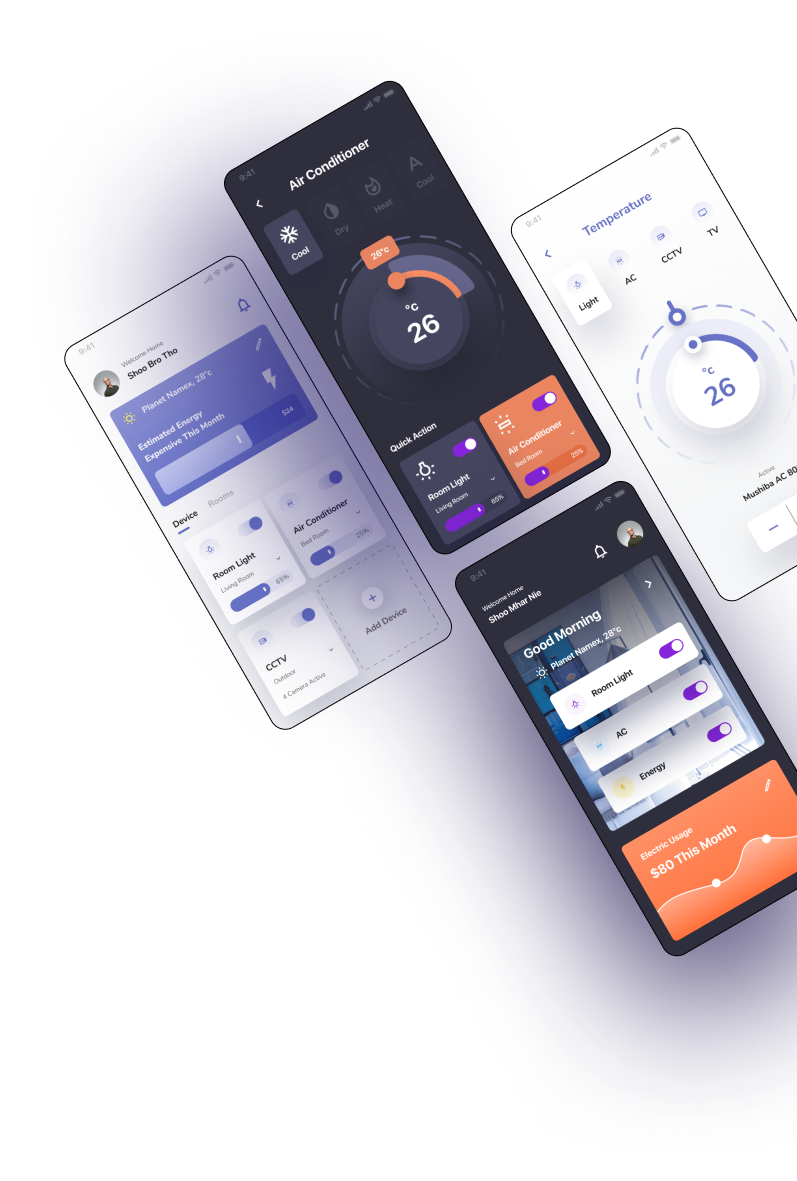 9:41
Welcome Home
Shoo Bro Tho
Planet Namex, 28°c
Estimated Energy
Expensive This Month
524
Device
Rooms
Room Light
Living Room
65%
Air Conditioner
Bed Room
25%
CCTV
Outdoor
4 Camera Active
Add Device
9:41
Air Conditioner
Cool
Dry
Heat
Cool
26°c
°c
26
Quick Action
Room Light
Living Room
65%
Air Conditioner
Bed Room
25%
9:41
Temperature
Light
AC
CCTV
TV
°c
26
Active
Mushiba AC 80
9:41
Welcome Home
Shoo Mhar Nie
Good Morning
Planet Namex, 28°c
Room Light
AC
Energy
Electric Usage
$80 This Month